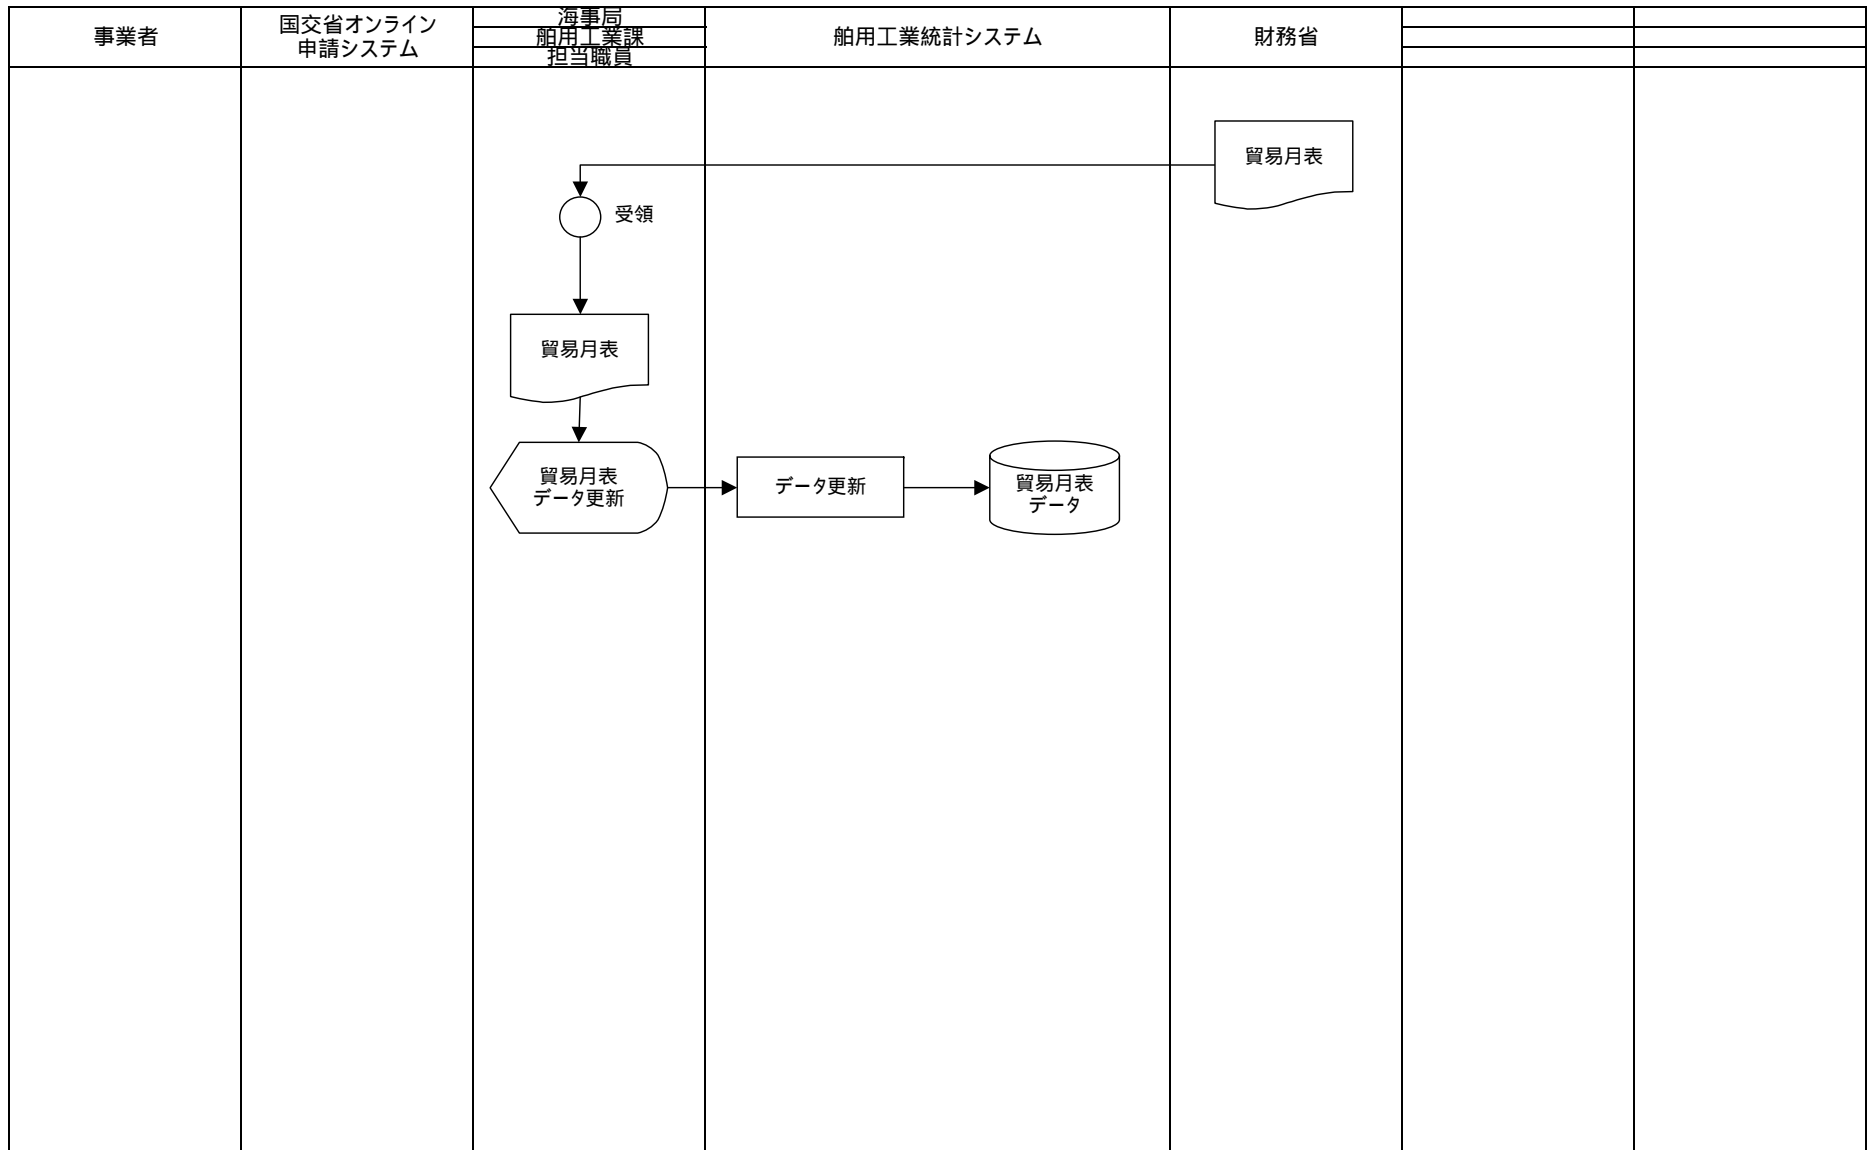 事業者
国交省オンライン
申請システム
海事局
舶用工業課
担当職員
舶用工業統計システム
財務省
貿易月表
受領
貿易月表
貿易月表
データ更新
データ更新
貿易月表
データ